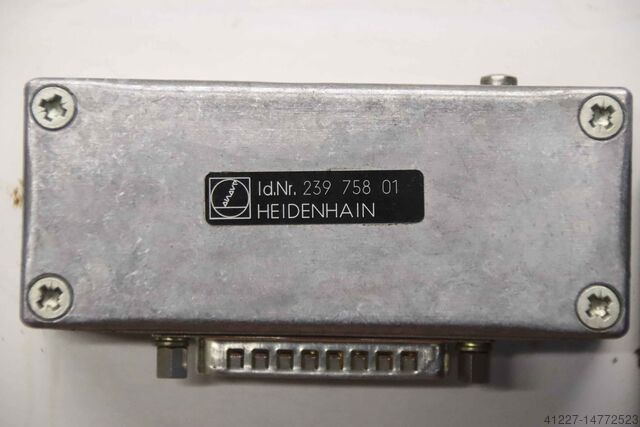 Id.Nr. 239 758 01
HEIDENHAIN
41227-14772523